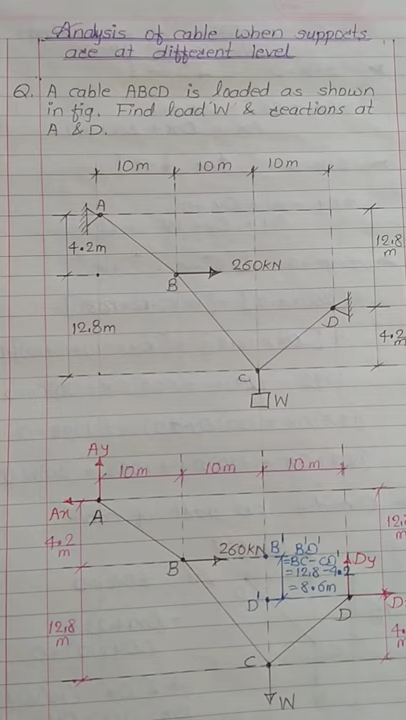 Analysis of cable when supports
are at different level
Q. A cable ABCD is loaded as shown
in fig. Find load W & reactions at
A & D.
10m 10m 10m
A
4.2m
12.8
m
B
260KN
12.8m
D
4.2
m
C
W
Ay
10m 10m 10m
Ax
A
4.2
m
12.
B
260KN
B' B'D'
=BC-CD'
=12.8-4.2
=8.6m
Dy
D'
D
D
12.8
m
4.
C
W